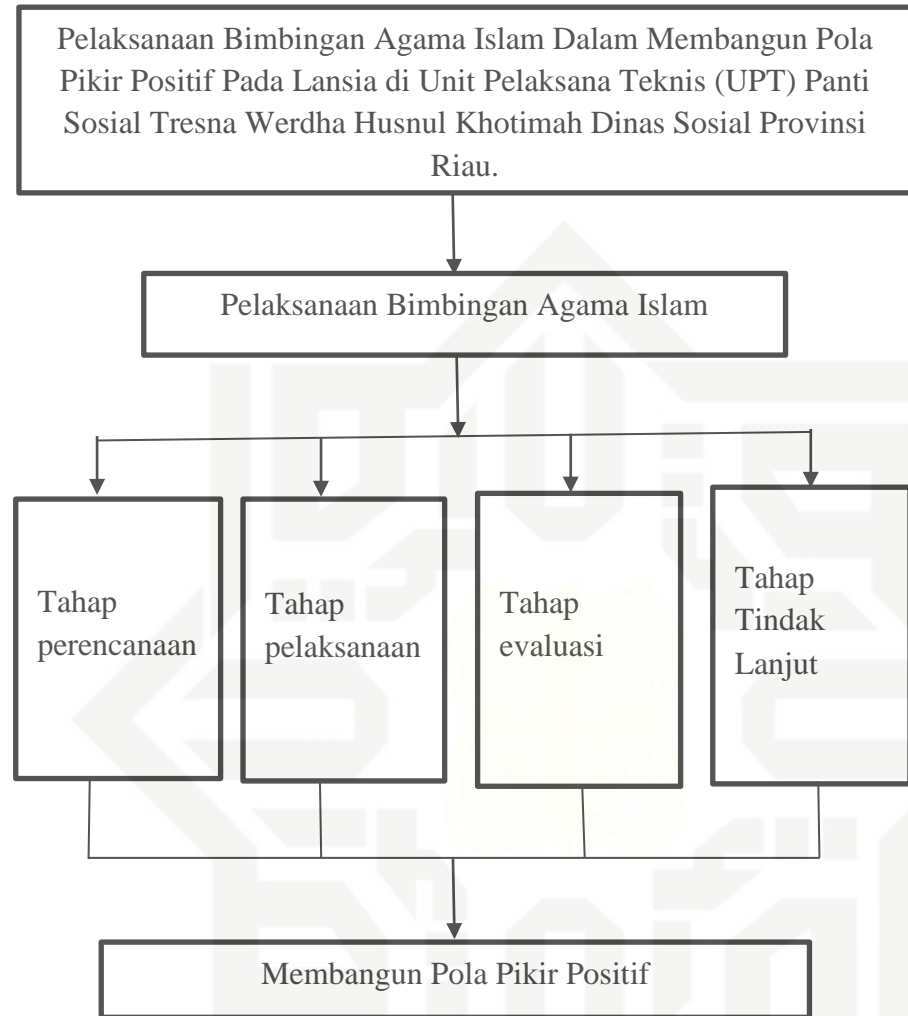 Pelaksanaan Bimbingan Agama Islam Dalam Membangun Pola
Pikir Positif Pada Lansia di Unit Pelaksana Teknis (UPT) Panti
Sosial Tresna Werdha Husnul Khotimah Dinas Sosial Provinsi
Riau.
Pelaksanaan Bimbingan Agama Islam
Tahap
perencanaan
Tahap
pelaksanaan
Tahap
evaluasi
Tahap
Tindak
Lanjut
Membangun Pola Pikir Positif